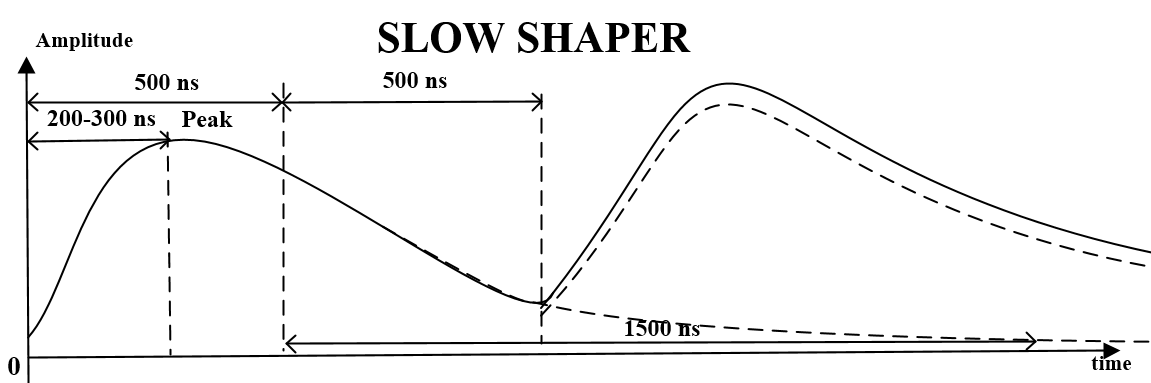 SLOW SHAPER
Amplitude
500 ns
500 ns
200-300 ns
Peak
1500 ns
0
time